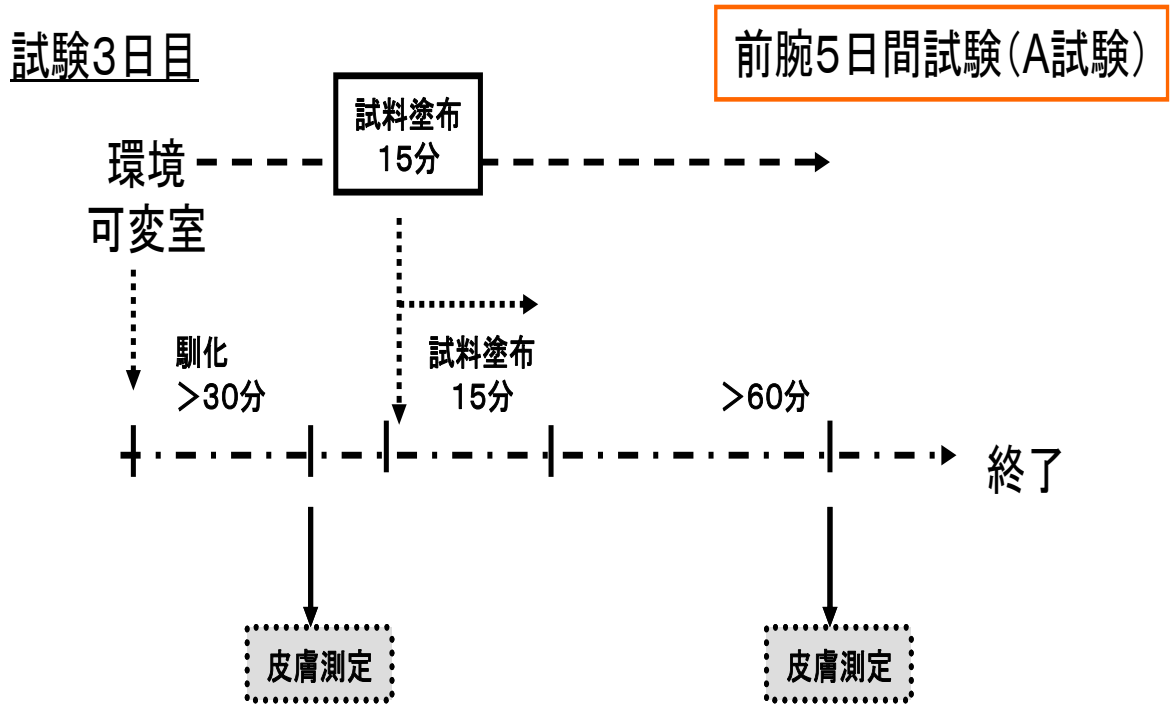 試験3日目
前腕5日間試験(A試験)
試料塗布
15分
環境
可変室
馴化
>30分
試料塗布
15分
>60分
終了
皮膚測定
皮膚測定